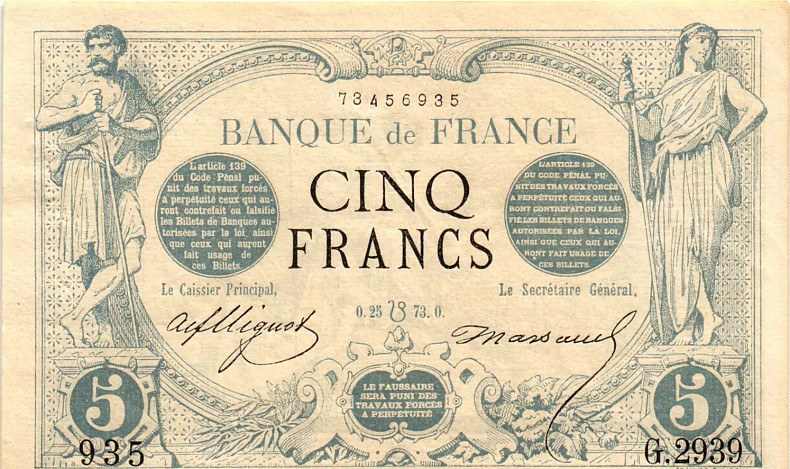 73456935
BANQUE de FRANCE
CINQ
FRANCS
L'article 139
du Code Pénal pu-
nit des travaux forcés
à perpétuité ceux qui au-
ront contrefait ou falsifié
les Billets de Banques au-
torisées par la loi, ainsi
que ceux qui auront
fait usage de
ces Billets.
L'ARTICLE 139
DU CODE PÉNAL PU-
NIT DES TRAVAUX FORCÉS
A PERPÉTUITÉ CEUX QUI AU-
RONT CONTREFAIT OU FALSI-
FIÉ LES BILLETS DE BANQUES
AUTORISÉES PAR LA LOI,
AINSI QUE CEUX QUI AU-
RONT FAIT USAGE DE
CES BILLETS.
Le Caissier Principal,
Le Secrétaire Général,
O. 25 73. O.
Marsaud
LE FAUSSAIRE
SERA PUNI DES
TRAVAUX FORCÉS
A PERPÉTUITÉ
5
5
935
G.2939